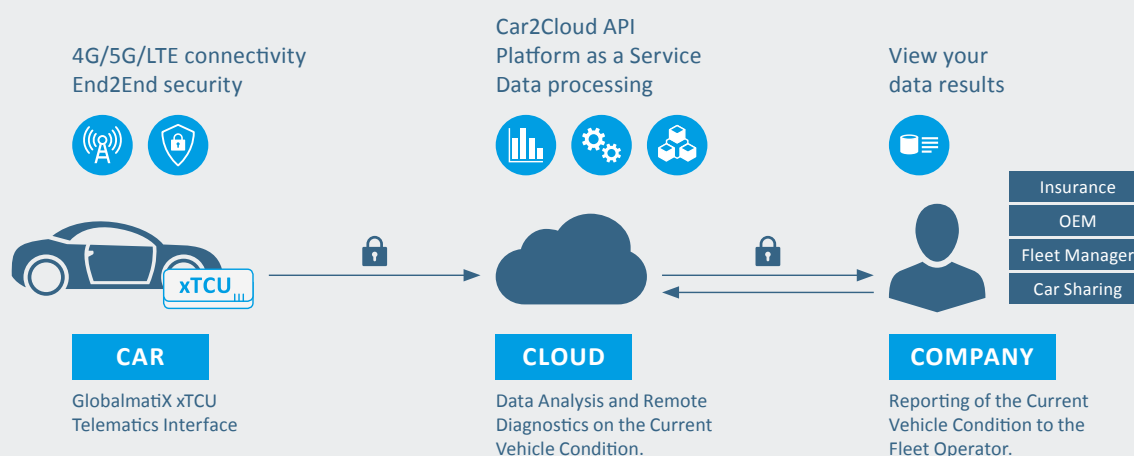 4G/5G/LTE connectivity
End2End security
Car2Cloud API
Platform as a Service
Data processing
View your
data results
Insurance
OEM
Fleet Manager
Car Sharing
xTCU
CAR
CLOUD
COMPANY
GlobalmatiX xTCU
Telematics Interface
Data Analysis and Remote
Diagnostics on the Current
Vehicle Condition.
Reporting of the Current
Vehicle Condition to the
Fleet Operator.